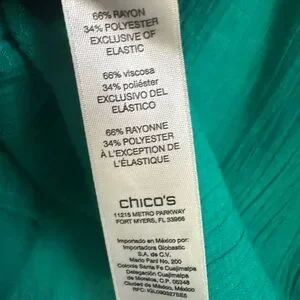 66% RAYON
34% POLYESTER
EXCLUSIVE OF
ELASTIC
66% viscosa
34% poliéster
EXCLUSIVO DEL
ELÁSTICO
66% RAYONNE
34% POLYESTER
À L'EXCEPTION DE
L'ÉLASTIQUE
chico's
11215 METRO PARKWAY
FORT MYERS, FL 33966
Importado en México por:
Importadora Globastic
S.A. de C.V.
Mario Pani No. 200
Colonia Santa Fe Cuajimalpa
Delegación Cuajimalpa
de Morelos, C.P. 05348
Ciudad de México, México
RFC: